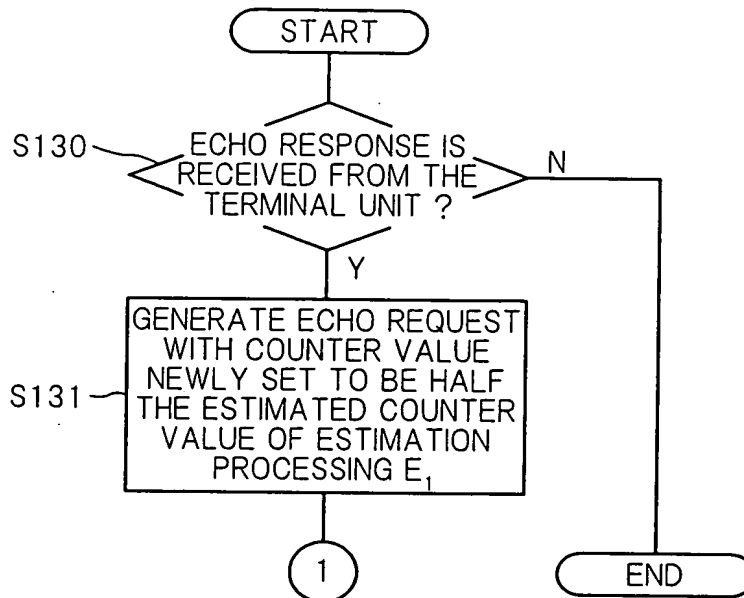 START
S130
ECHO RESPONSE IS
RECEIVED FROM THE
TERMINAL UNIT ?
N
Y
S131
GENERATE ECHO REQUEST
WITH COUNTER VALUE
NEWLY SET TO BE HALF
THE ESTIMATED COUNTER
VALUE OF ESTIMATION
PROCESSING E₁
1
END